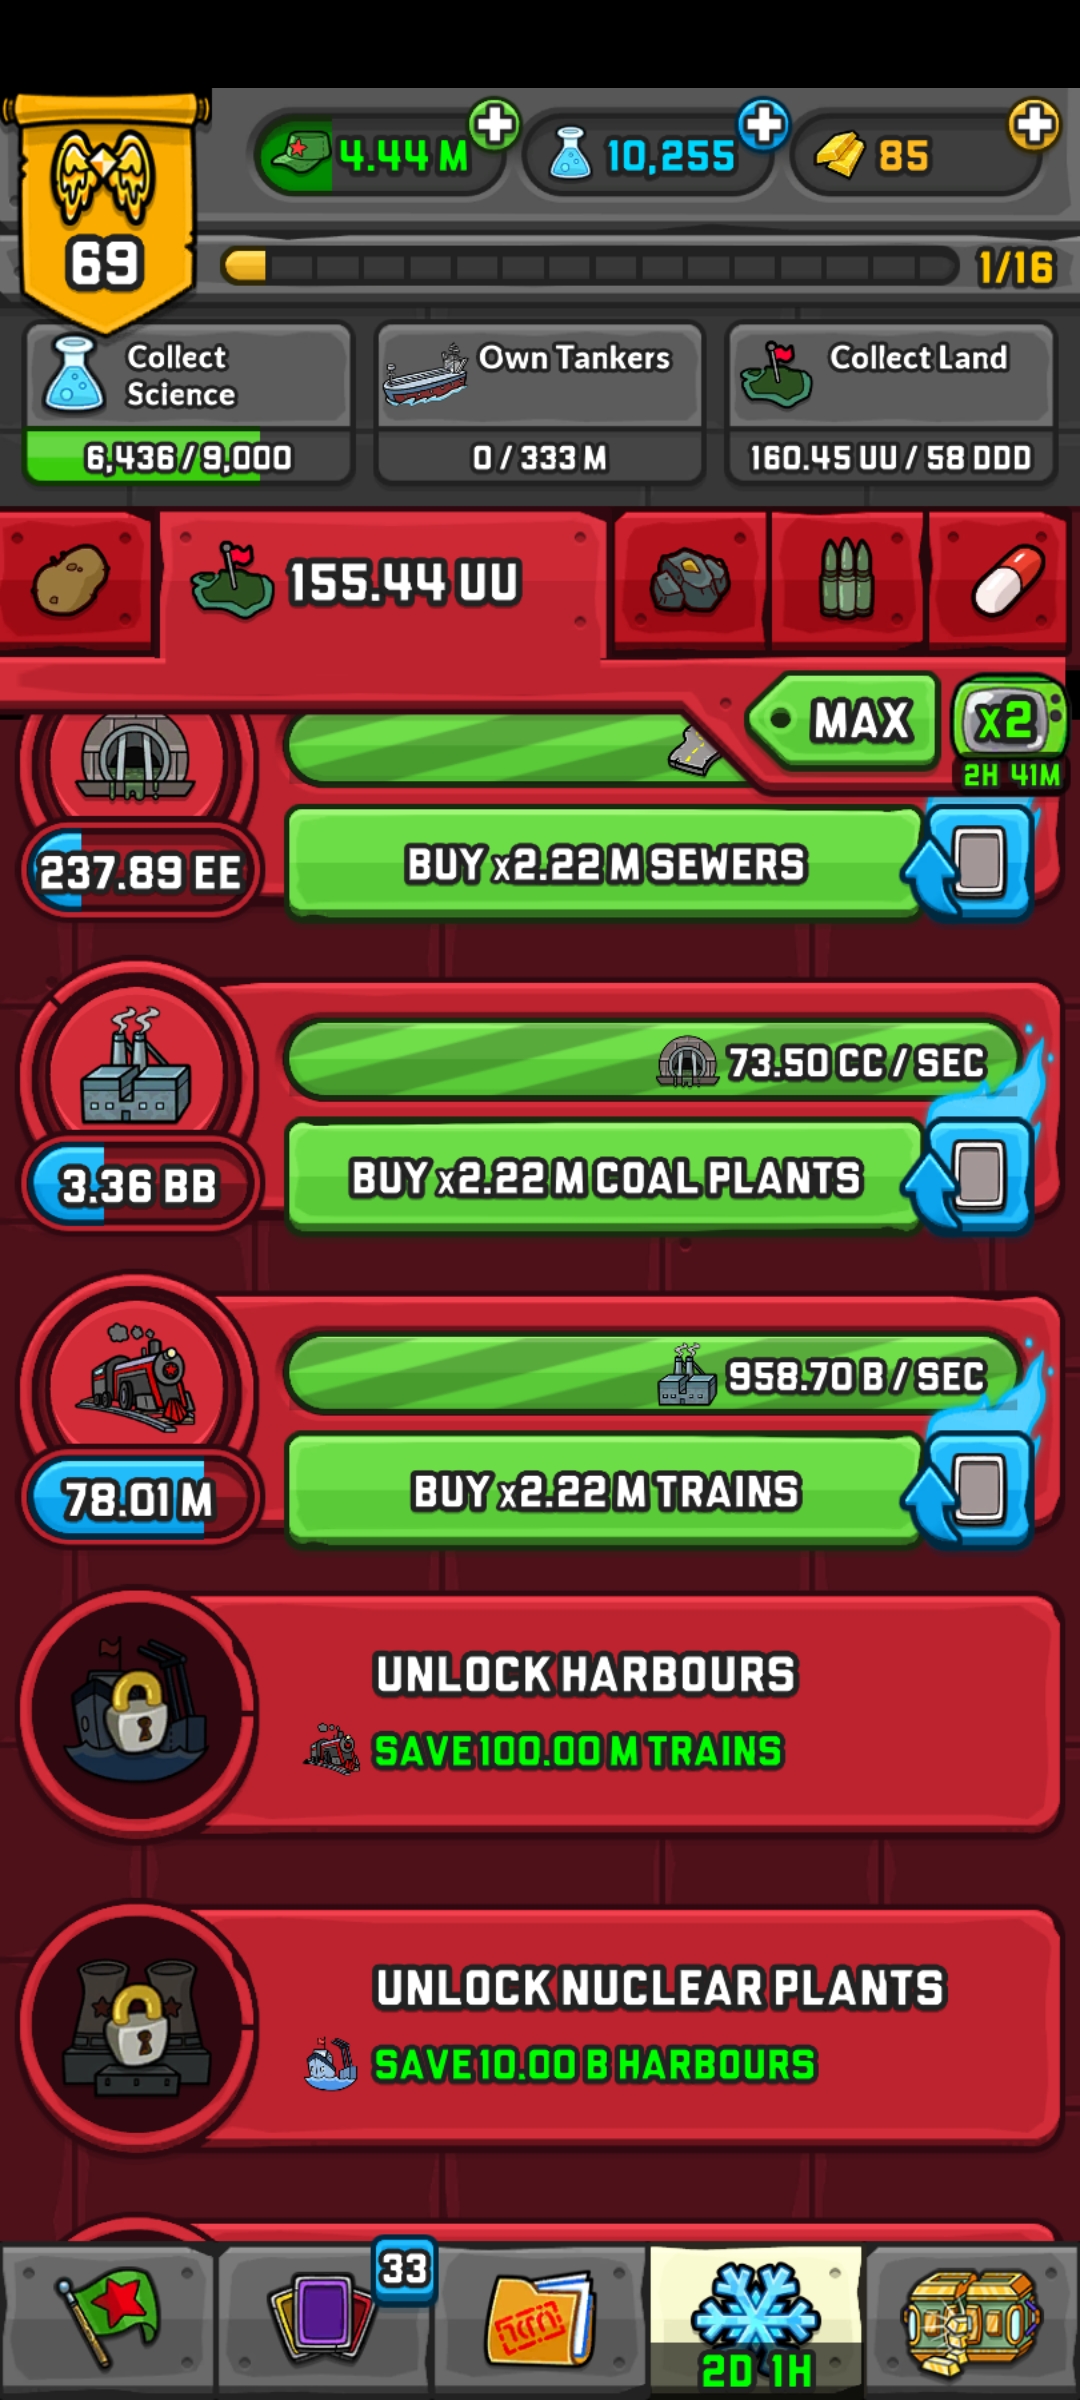 4.44 M
10,255
85
69
1/16
Collect
Science
6,436/9,000
Own Tankers
0/333 M
Collect Land
160.45 UU/58 DDD
155.44 UU
MAX
x2
2H 41M
237.89 EE
BUY x2.22 M SEWERS
73.50 CC/SEC
3.36 BB
BUY x2.22 M COAL PLANTS
958.70 B/SEC
78.01 M
BUY x2.22 M TRAINS
UNLOCK HARBOURS
SAVE 100.00 M TRAINS
UNLOCK NUCLEAR PLANTS
SAVE 10.00 B HARBOURS
33
2D 1H